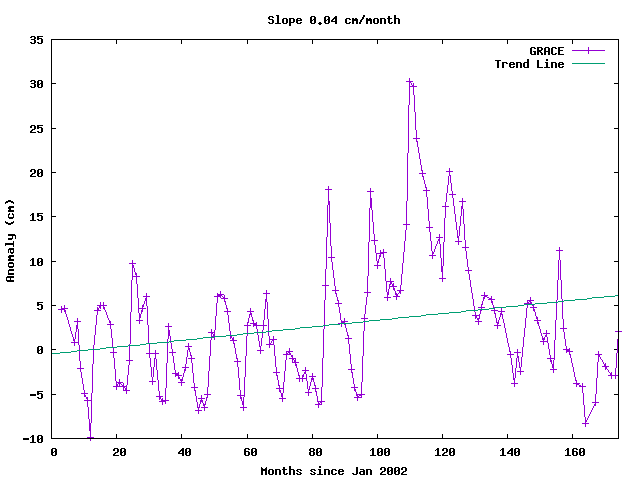 Slope 0.04 cm/month
35
30
25
20
15
10
5
0
-5
-10
0 20 40 60 80 100 120 140 160
Anomaly (cm)
Months since Jan 2002
GRACE
Trend Line